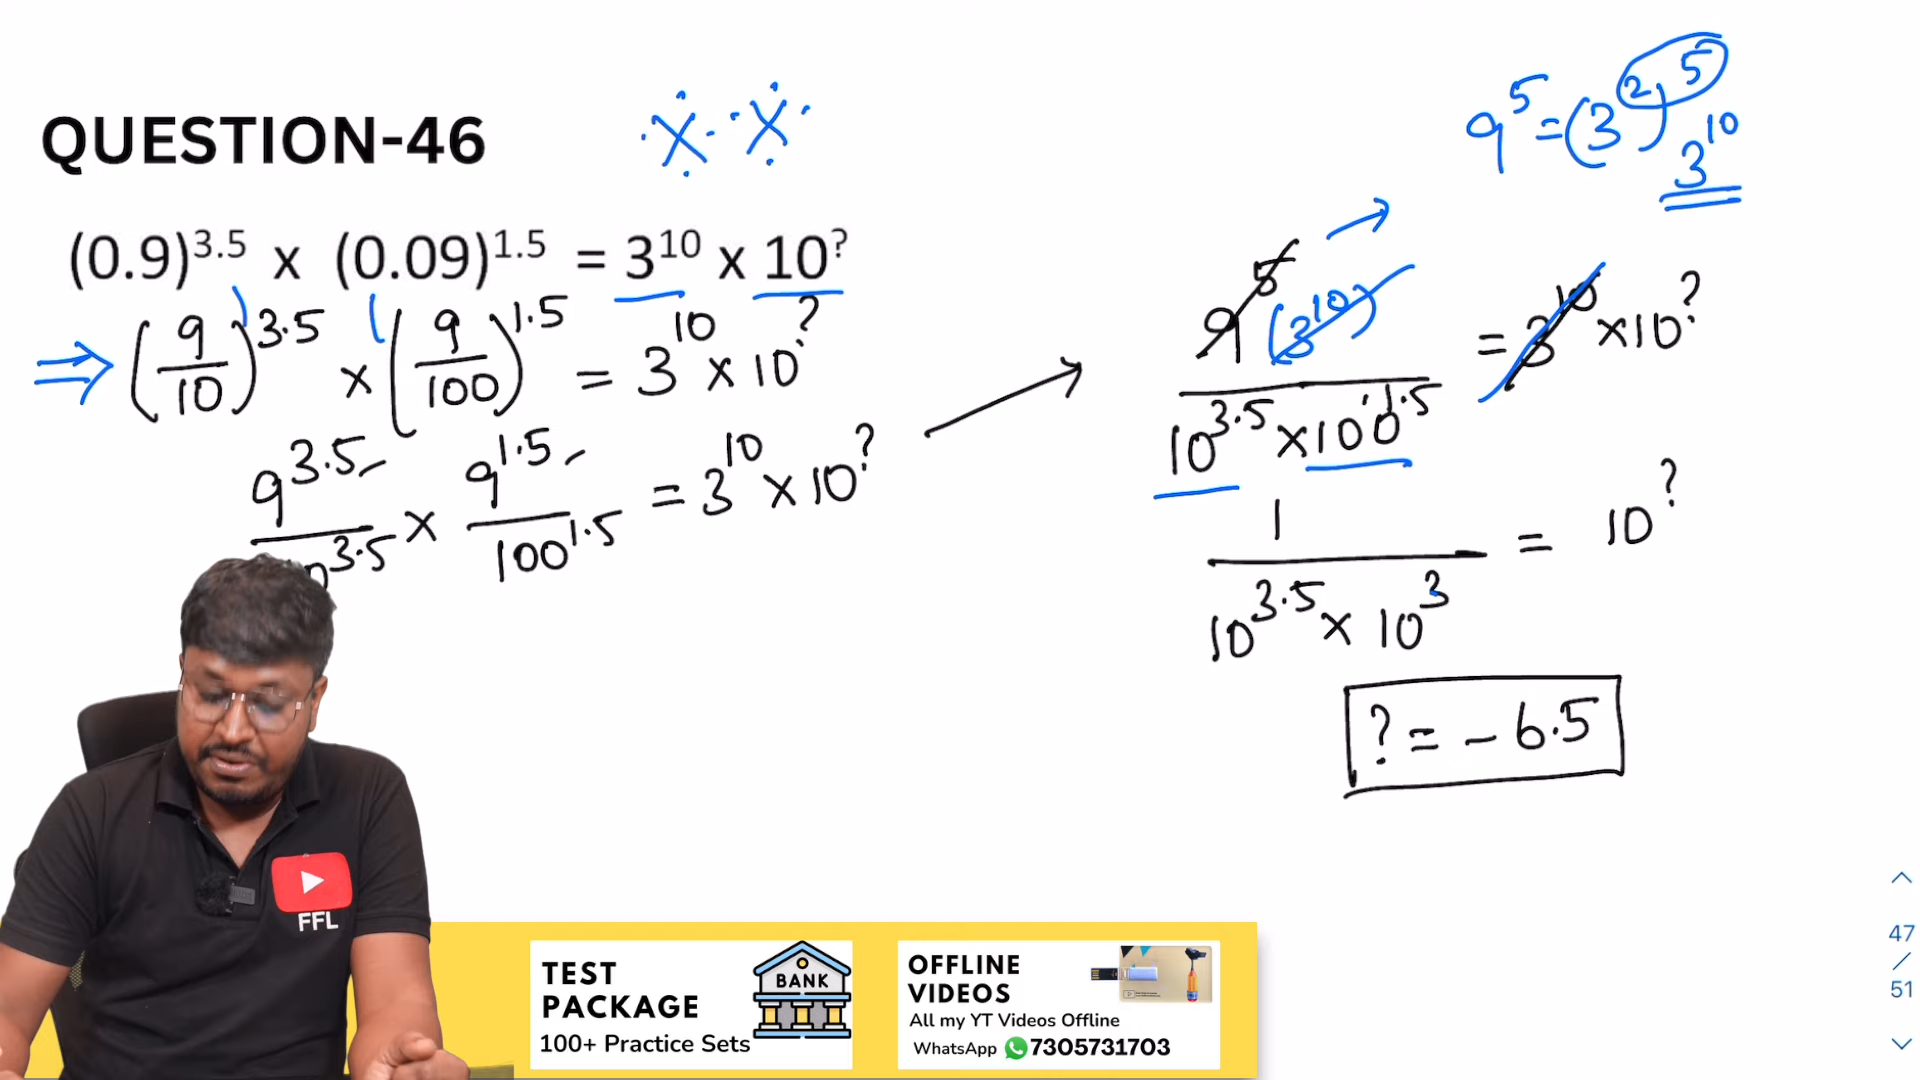 QUESTION-46
(0.9)^3.5 x (0.09)^1.5 = 3^10 x 10^?
⇒ (9/10)^3.5 × (9/100)^1.5 = 3^10 × 10^?
9^3.5 / 10^3.5 × 9^1.5 / 100^1.5 = 3^10 × 10^?
9^5 = (3^2)^5
3^10
9^5 (3^10) / 10^3.5 × 100^1.5 = 3^10 × 10^?
1 / 10^3.5 × 10^3 = 10^?
? = - 6.5
FFL
TEST
PACKAGE
100+ Practice Sets
BANK
OFFLINE
VIDEOS
All my YT Videos Offline
WhatsApp 7305731703
47
/
51